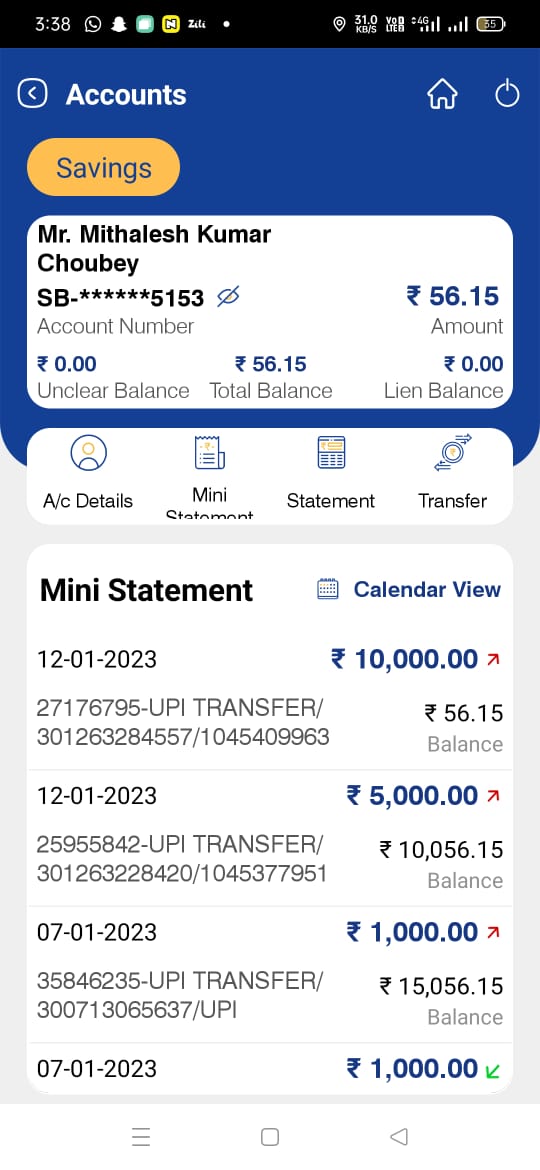 3:38 Zili 31.0 KB/S VoD LTE 4G 35
Accounts
Savings
Mr. Mithalesh Kumar
Choubey
SB-******5153 ₹ 56.15
Account Number Amount
₹ 0.00 ₹ 56.15 ₹ 0.00
Unclear Balance Total Balance Lien Balance
A/c Details Mini Statement Statement Transfer
Mini Statement Calendar View
12-01-2023 ₹ 10,000.00
27176795-UPI TRANSFER/ ₹ 56.15
301263284557/1045409963 Balance
12-01-2023 ₹ 5,000.00
25955842-UPI TRANSFER/ ₹ 10,056.15
301263228420/1045377951 Balance
07-01-2023 ₹ 1,000.00
35846235-UPI TRANSFER/ ₹ 15,056.15
300713065637/UPI Balance
07-01-2023 ₹ 1,000.00